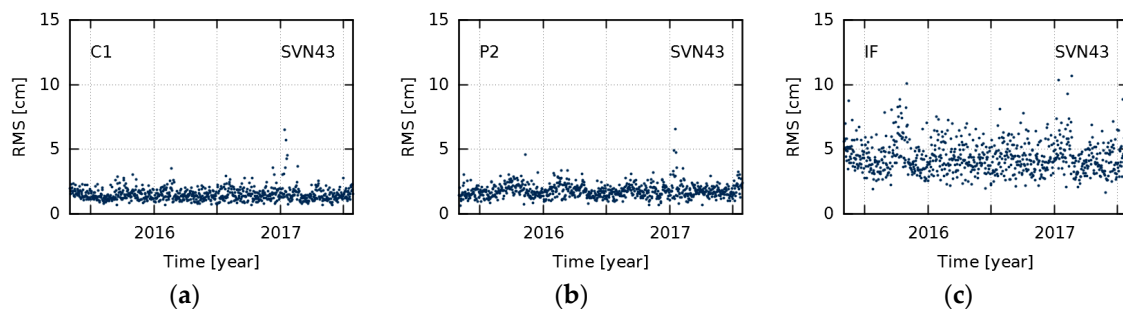 15
10
5
0
RMS [cm]
C1
SVN43
2016
2017
Time [year]
(a)
15
10
5
0
RMS [cm]
P2
SVN43
2016
2017
Time [year]
(b)
15
10
5
0
RMS [cm]
IF
SVN43
2016
2017
Time [year]
(c)